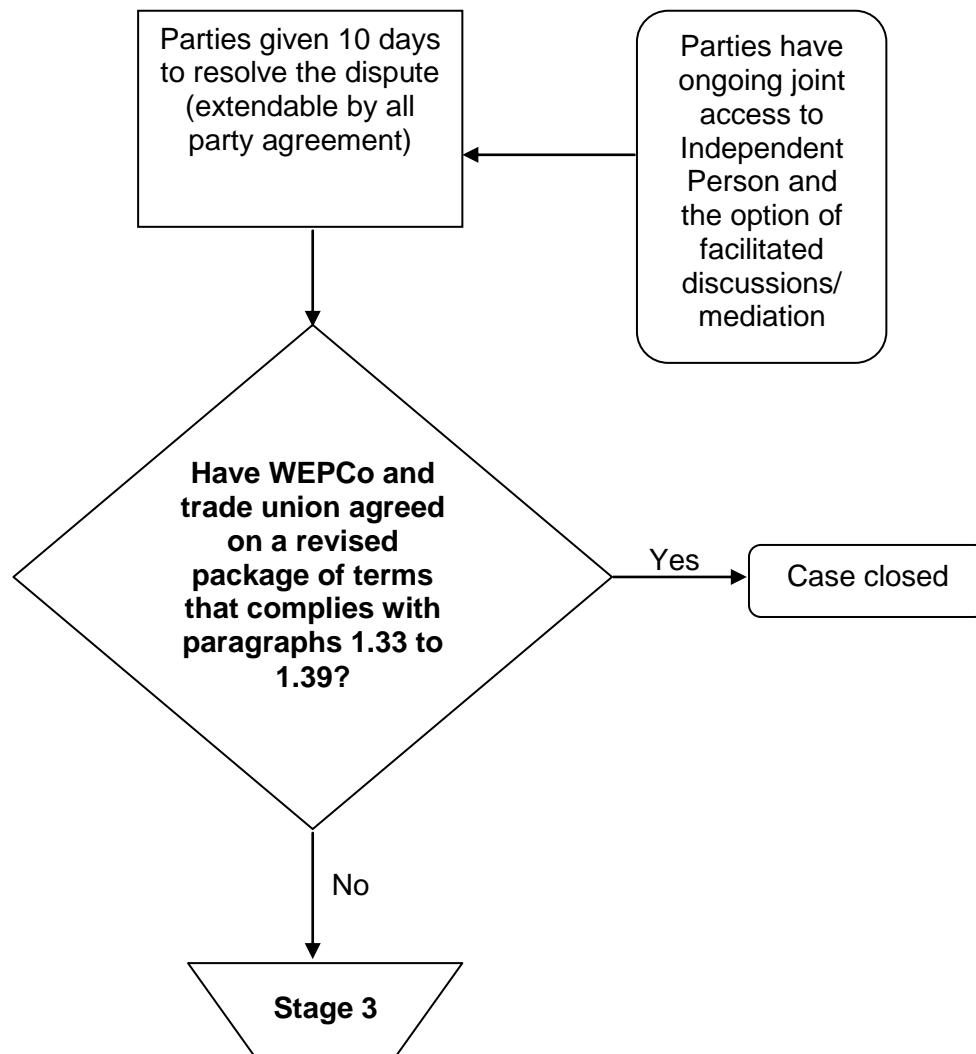 Parties given 10 days
to resolve the dispute
(extendable by all
party agreement)
Parties have
ongoing joint
access to
Independent
Person and
the option of
facilitated
discussions/
mediation
Have WEPCo and
trade union agreed
on a revised
package of terms
that complies with
paragraphs 1.33 to
1.39?
Yes
Case closed
No
Stage 3